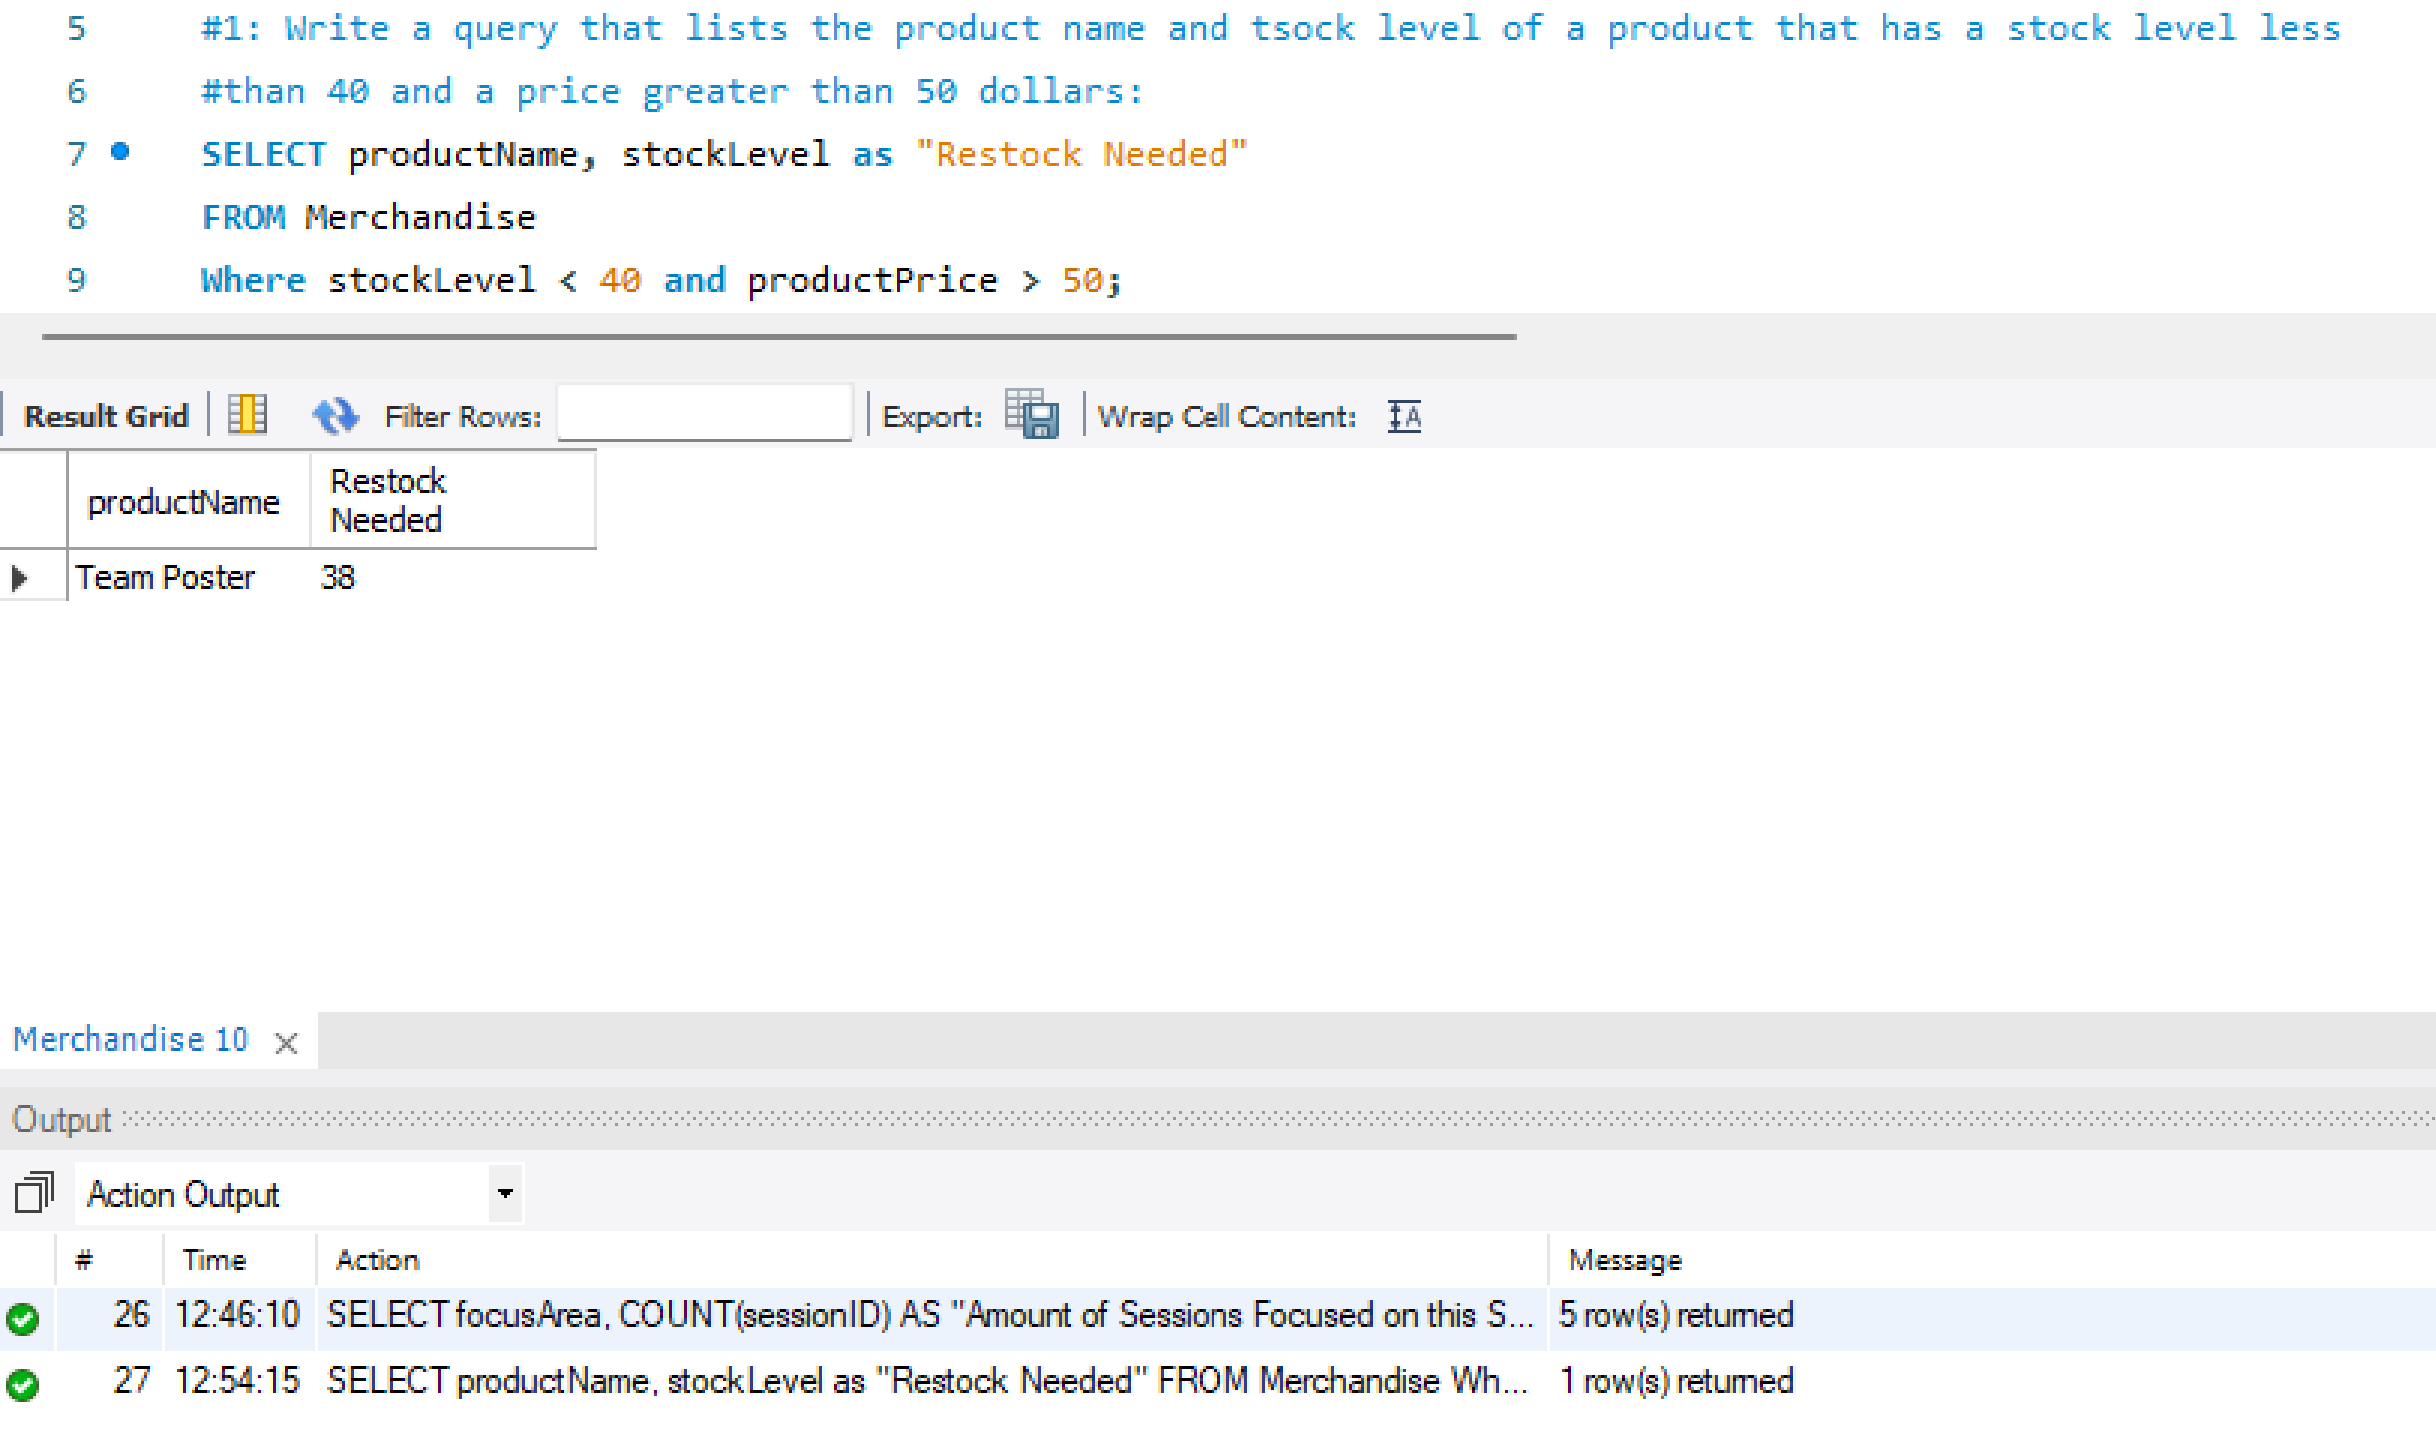 5 #1: Write a query that lists the product name and tsock level of a product that has a stock level less
6 #than 40 and a price greater than 50 dollars:
7 SELECT productName, stockLevel as "Restock Needed"
8 FROM Merchandise
9 Where stockLevel < 40 and productPrice > 50;
Result Grid Filter Rows: Export: Wrap Cell Content:
productName Restock Needed
Team Poster 38
Merchandise 10
Output
Action Output
# Time Action Message
26 12:46:10 SELECT focusArea, COUNT(sessionID) AS "Amount of Sessions Focused on this S... 5 row(s) returned
27 12:54:15 SELECT productName, stockLevel as "Restock Needed" FROM Merchandise Wh... 1 row(s) returned